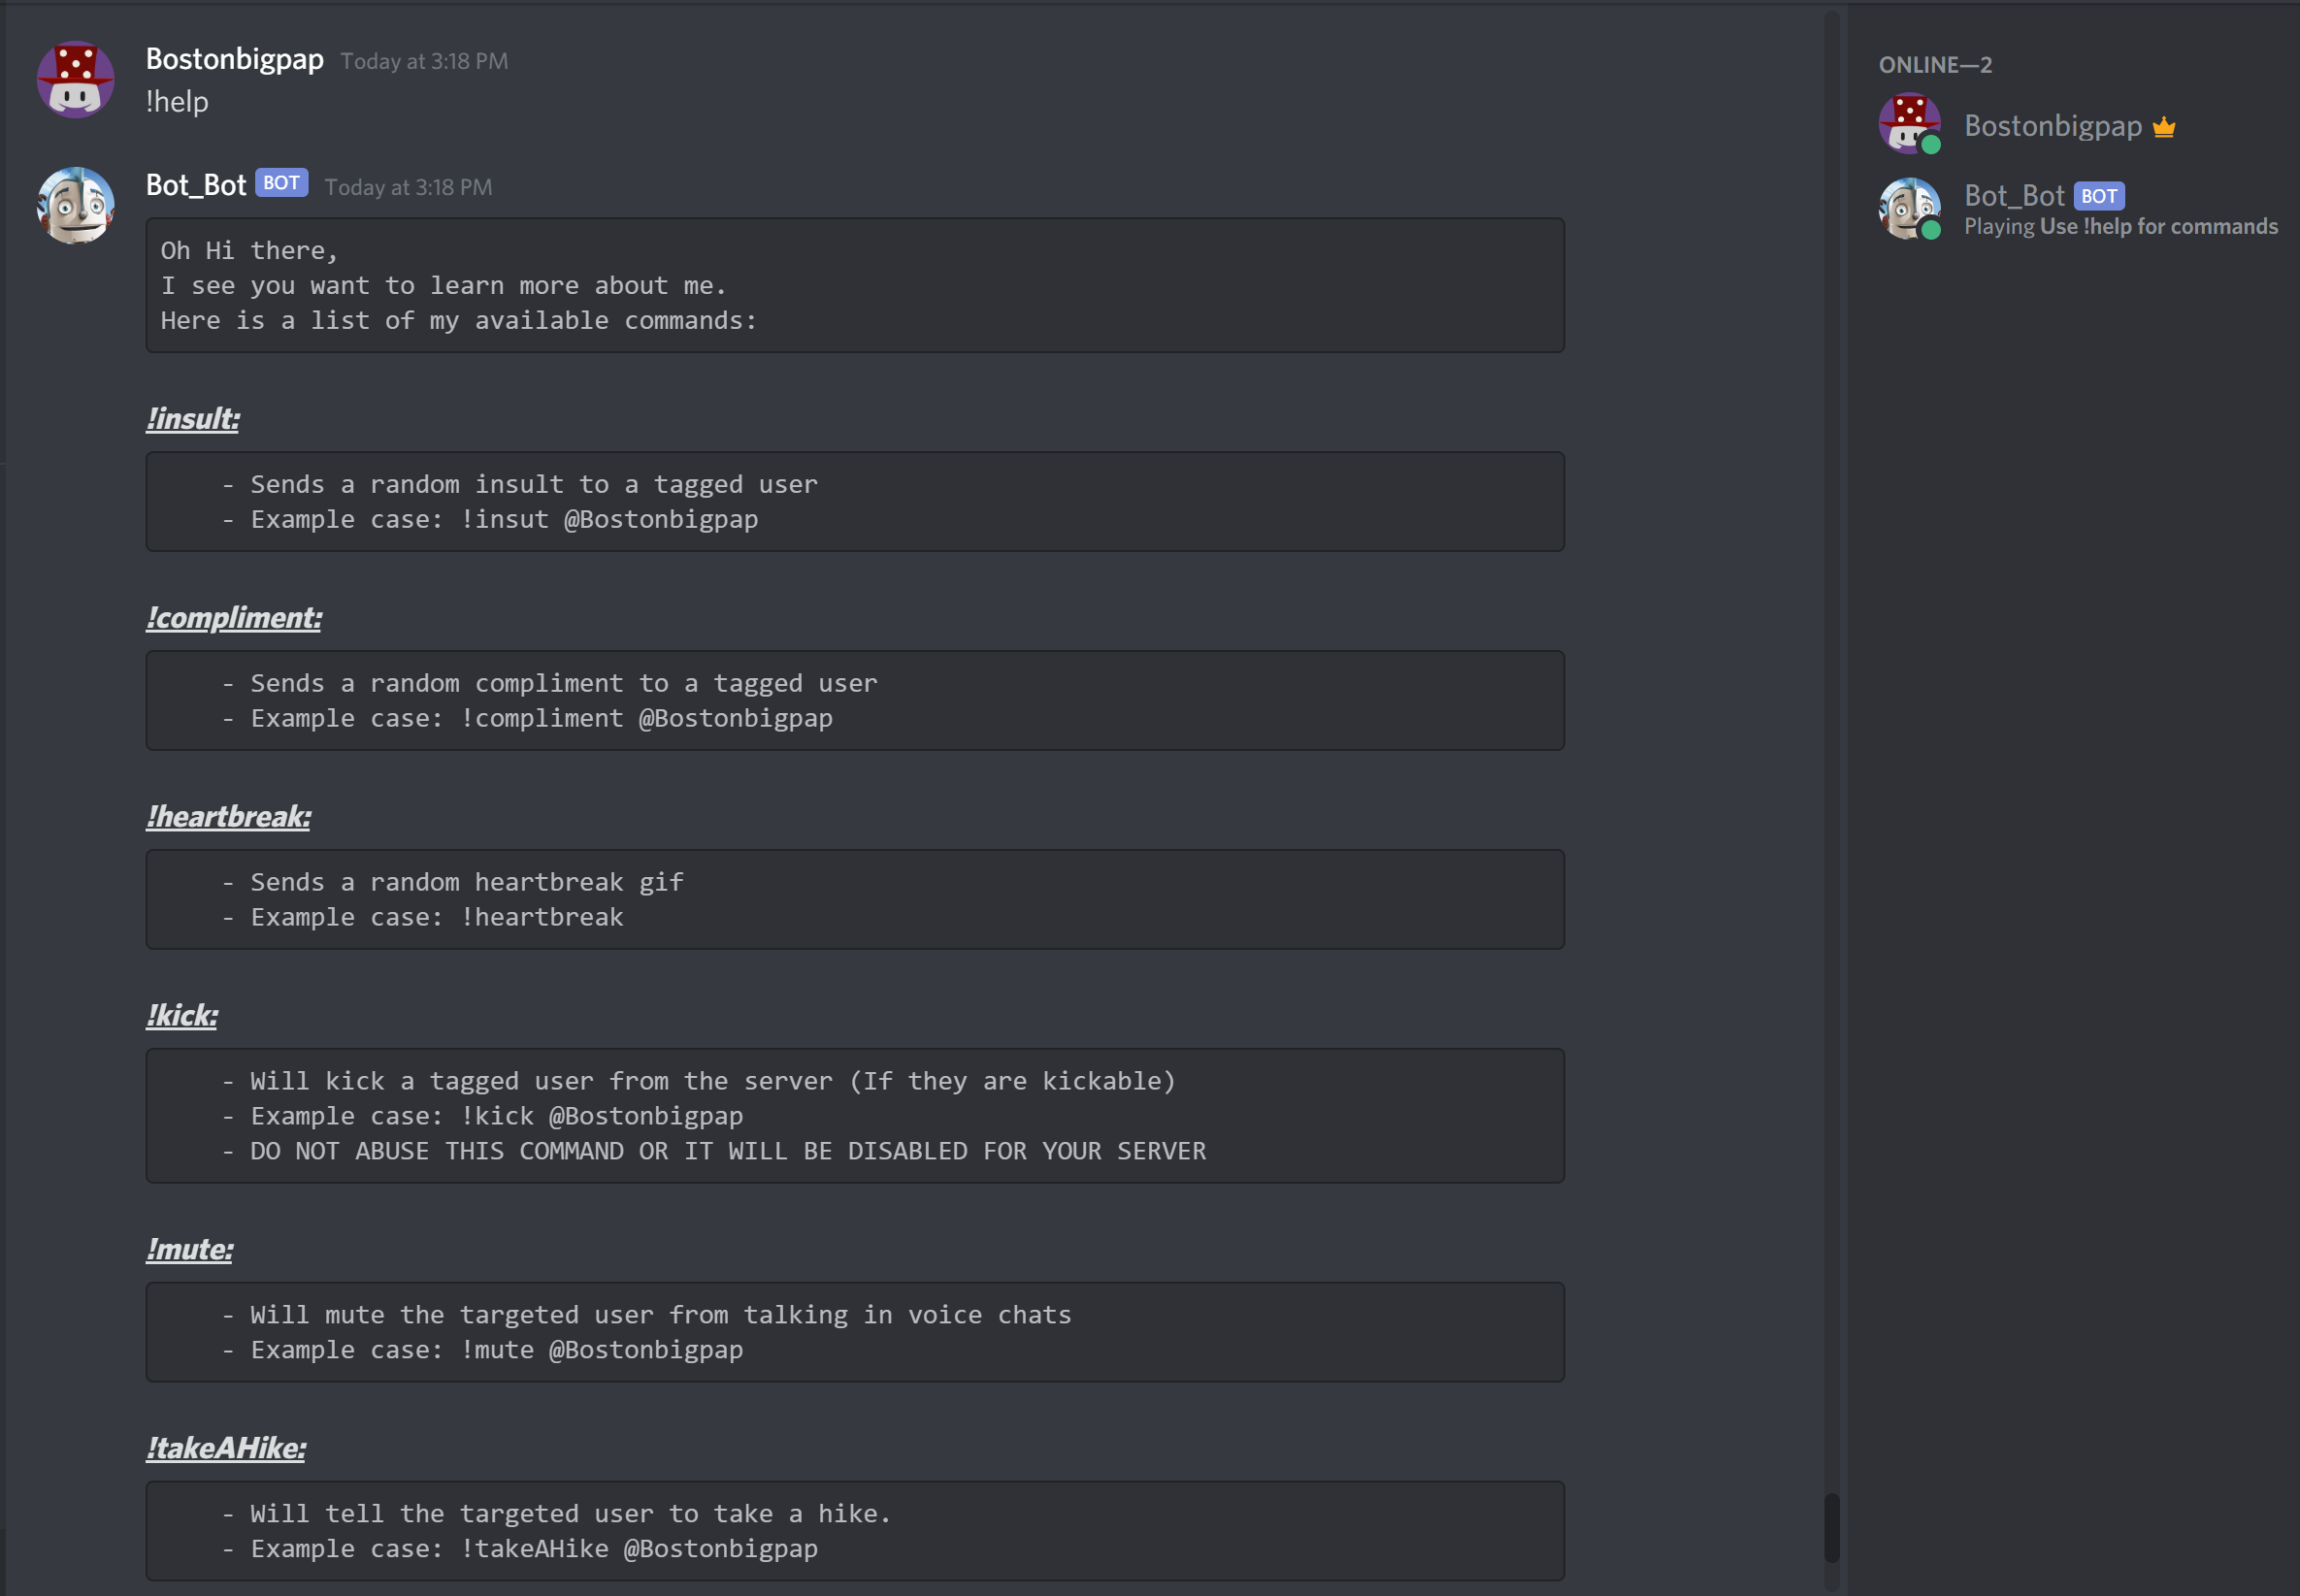 Bostonbigpap Today at 3:18 PM
!help
Bot_Bot BOT Today at 3:18 PM
Oh Hi there,
I see you want to learn more about me.
Here is a list of my available commands:
!insult:
- Sends a random insult to a tagged user
- Example case: !insut @Bostonbigpap
!compliment:
- Sends a random compliment to a tagged user
- Example case: !compliment @Bostonbigpap
!heartbreak:
- Sends a random heartbreak gif
- Example case: !heartbreak
!kick:
- Will kick a tagged user from the server (If they are kickable)
- Example case: !kick @Bostonbigpap
- DO NOT ABUSE THIS COMMAND OR IT WILL BE DISABLED FOR YOUR SERVER
!mute:
- Will mute the targeted user from talking in voice chats
- Example case: !mute @Bostonbigpap
!takeAHike:
- Will tell the targeted user to take a hike.
- Example case: !takeAHike @Bostonbigpap
ONLINE—2
Bostonbigpap
Bot_Bot BOT
Playing Use !help for commands